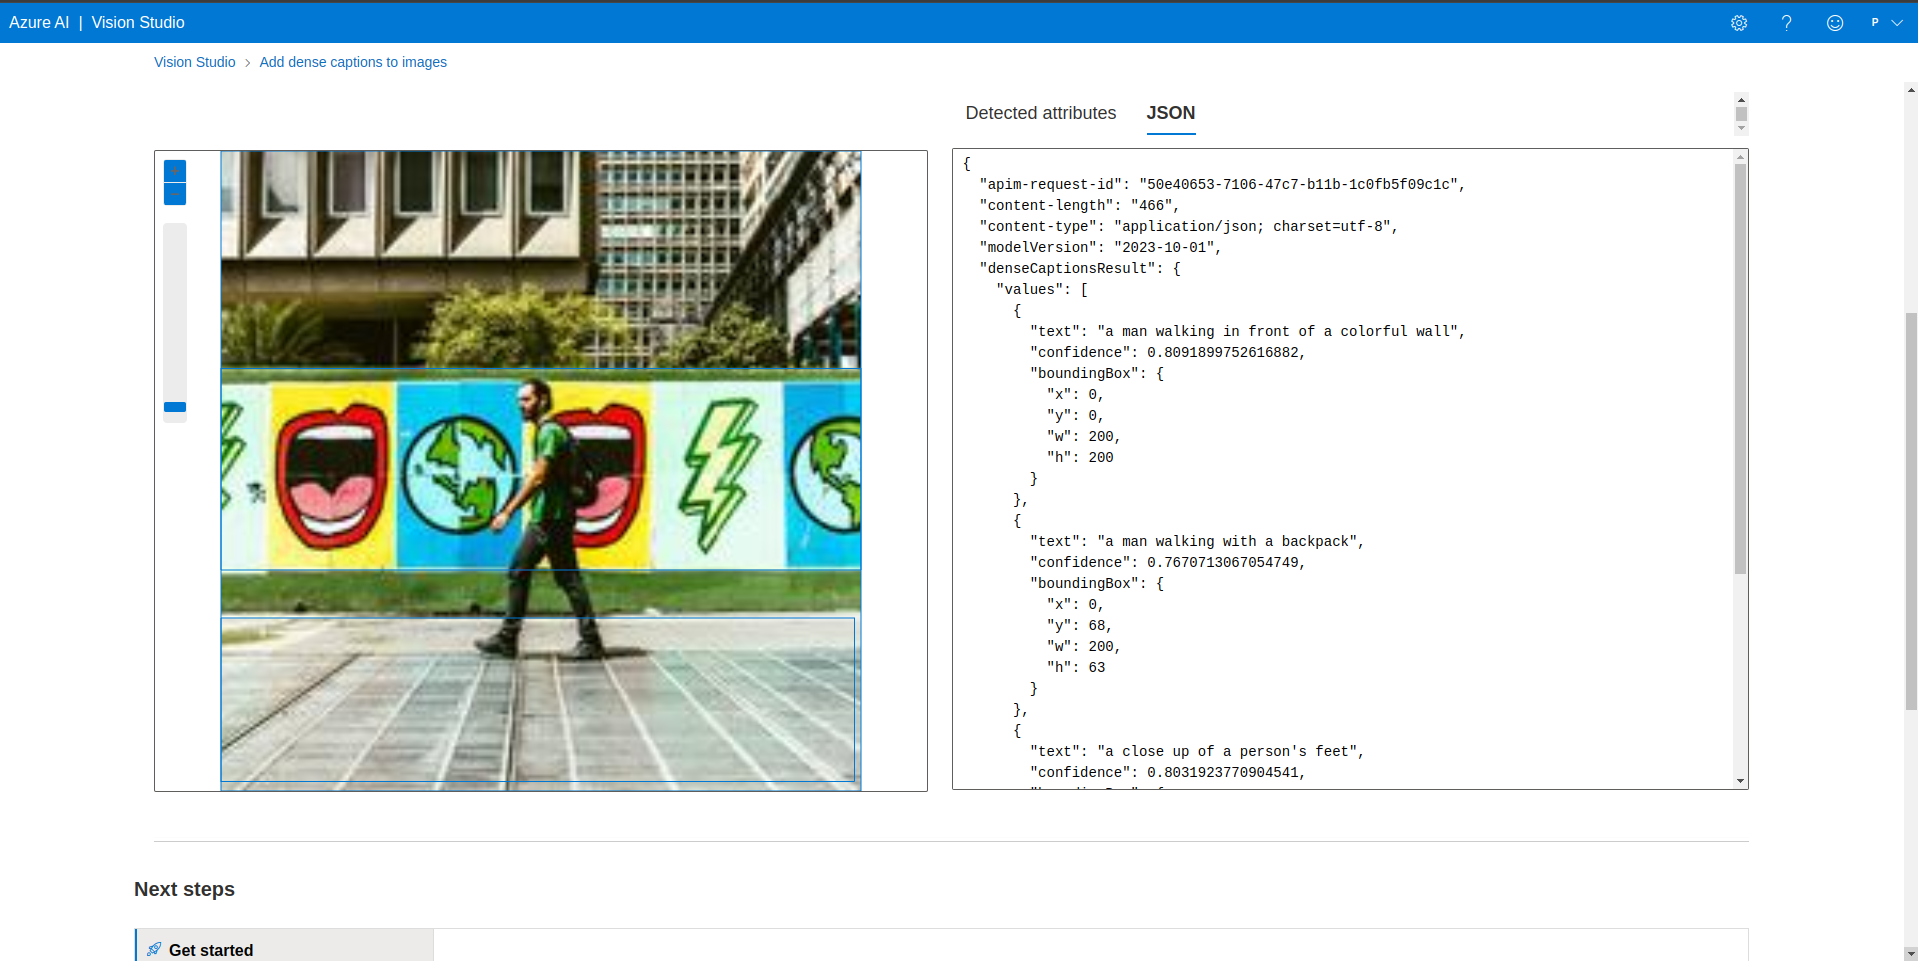 Azure AI | Vision Studio
P
Vision Studio > Add dense captions to images
Detected attributes
JSON
{
"apim-request-id": "50e40653-7106-47c7-b11b-1c0fb5f09c1c",
"content-length": "466",
"content-type": "application/json; charset=utf-8",
"modelVersion": "2023-10-01",
"denseCaptionsResult": {
"values": [
{
"text": "a man walking in front of a colorful wall",
"confidence": 0.8091899752616882,
"boundingBox": {
"x": 0,
"y": 0,
"w": 200,
"h": 200
}
},
{
"text": "a man walking with a backpack",
"confidence": 0.7670713067054749,
"boundingBox": {
"x": 0,
"y": 68,
"w": 200,
"h": 63
}
},
{
"text": "a close up of a person's feet",
"confidence": 0.8031923770904541,
Next steps
Get started